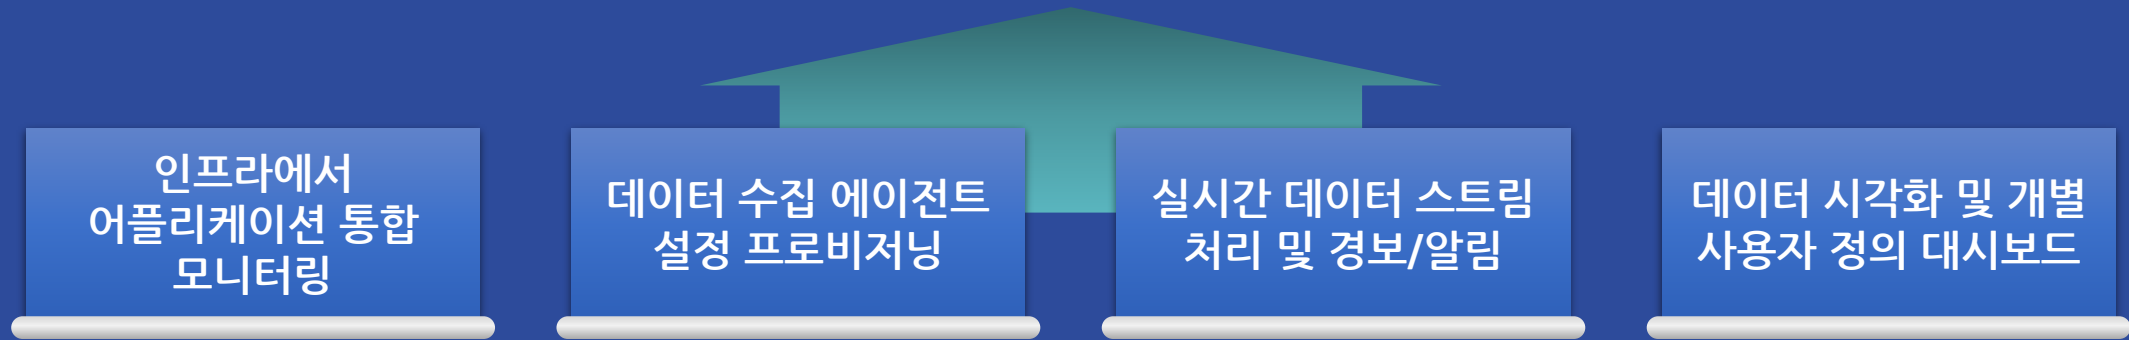 인프라에서
어플리케이션 통합
모니터링
데이터 수집 에이전트
설정 프로비저닝
실시간 데이터 스트림
처리 및 경보/알림
데이터 시각화 및 개별
사용자 정의 대시보드